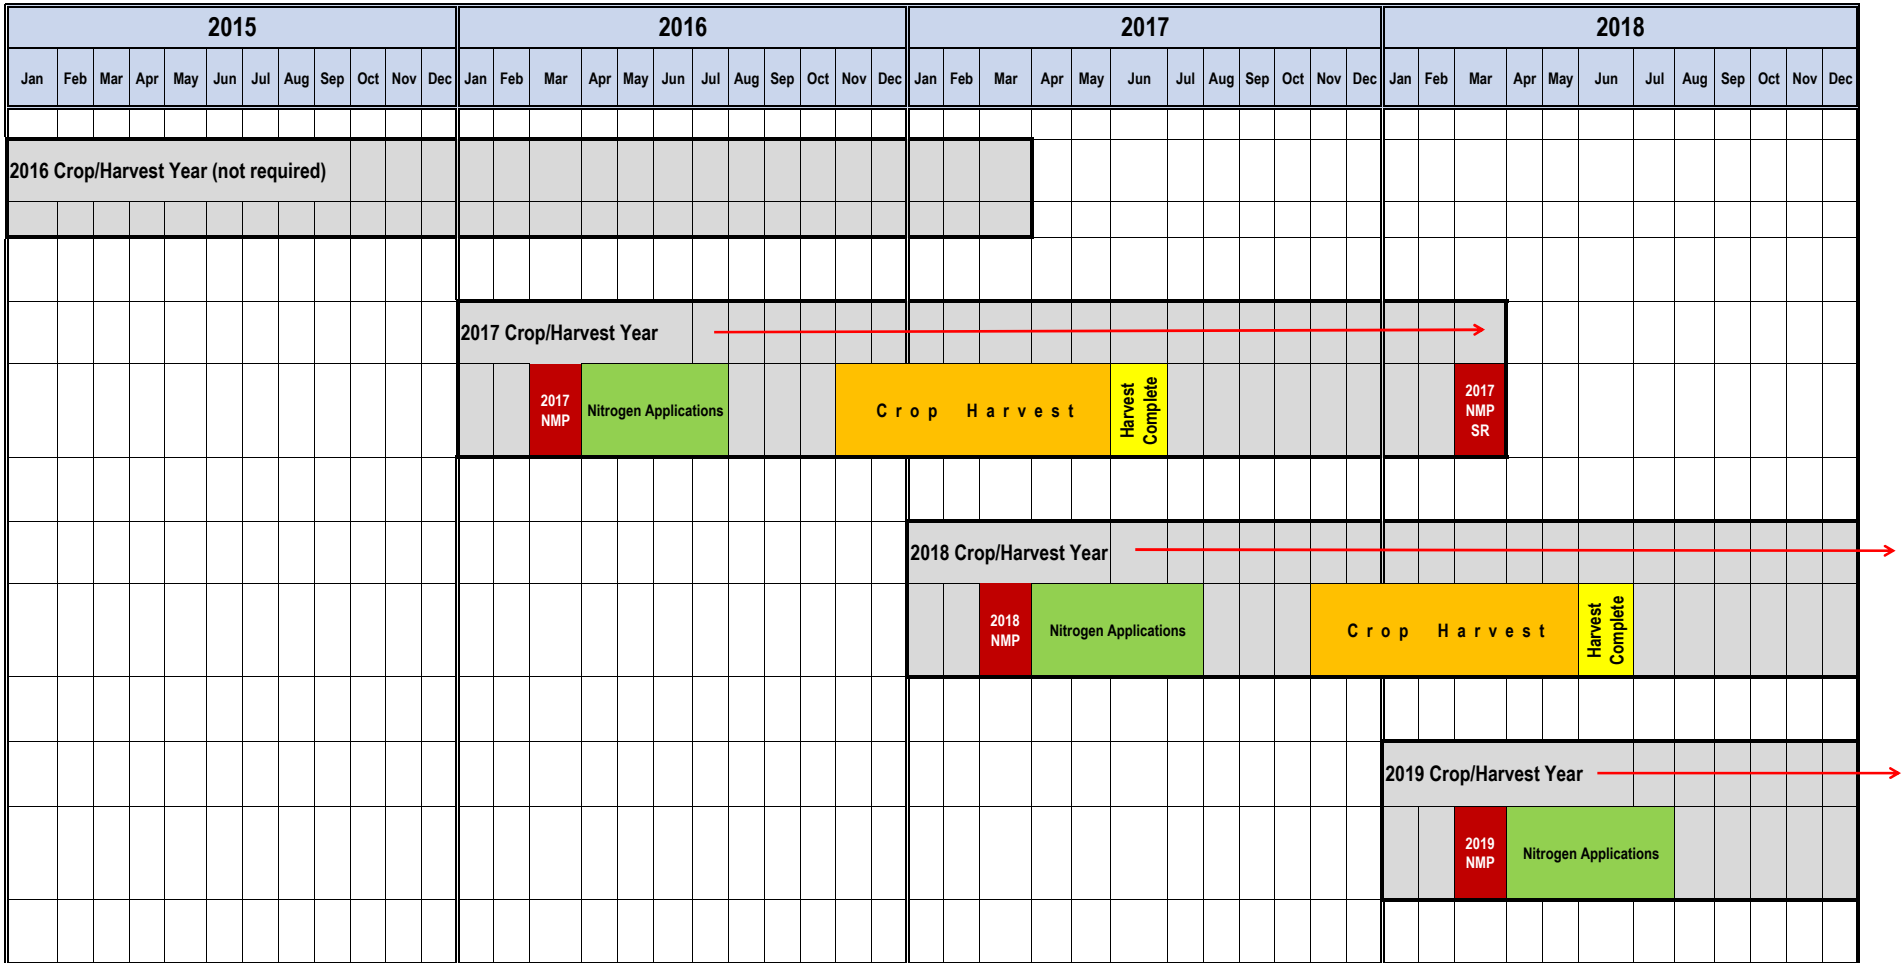 2015 2016 2017 2018
Jan Feb Mar Apr May Jun Jul Aug Sep Oct Nov Dec Jan Feb Mar Apr May Jun Jul Aug Sep Oct Nov Dec Jan Feb Mar Apr May Jun Jul Aug Sep Oct Nov Dec Jan Feb Mar Apr May Jun Jul Aug Sep Oct Nov Dec
2016 Crop/Harvest Year (not required)
2017 Crop/Harvest Year
2017
NMP
Nitrogen Applications
Crop Harvest
Harvest
Complete
2017
NMP
SR
2018 Crop/Harvest Year
2018
NMP
Nitrogen Applications
Crop Harvest
Harvest
Complete
2019 Crop/Harvest Year
2019
NMP
Nitrogen Applications